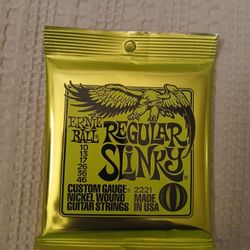 ERNIE
BALL
REGULAR
SLINKY
10
13
17
26
36
46
CUSTOM GAUGE
NICKEL WOUND
GUITAR STRINGS
2221
MADE
IN USA